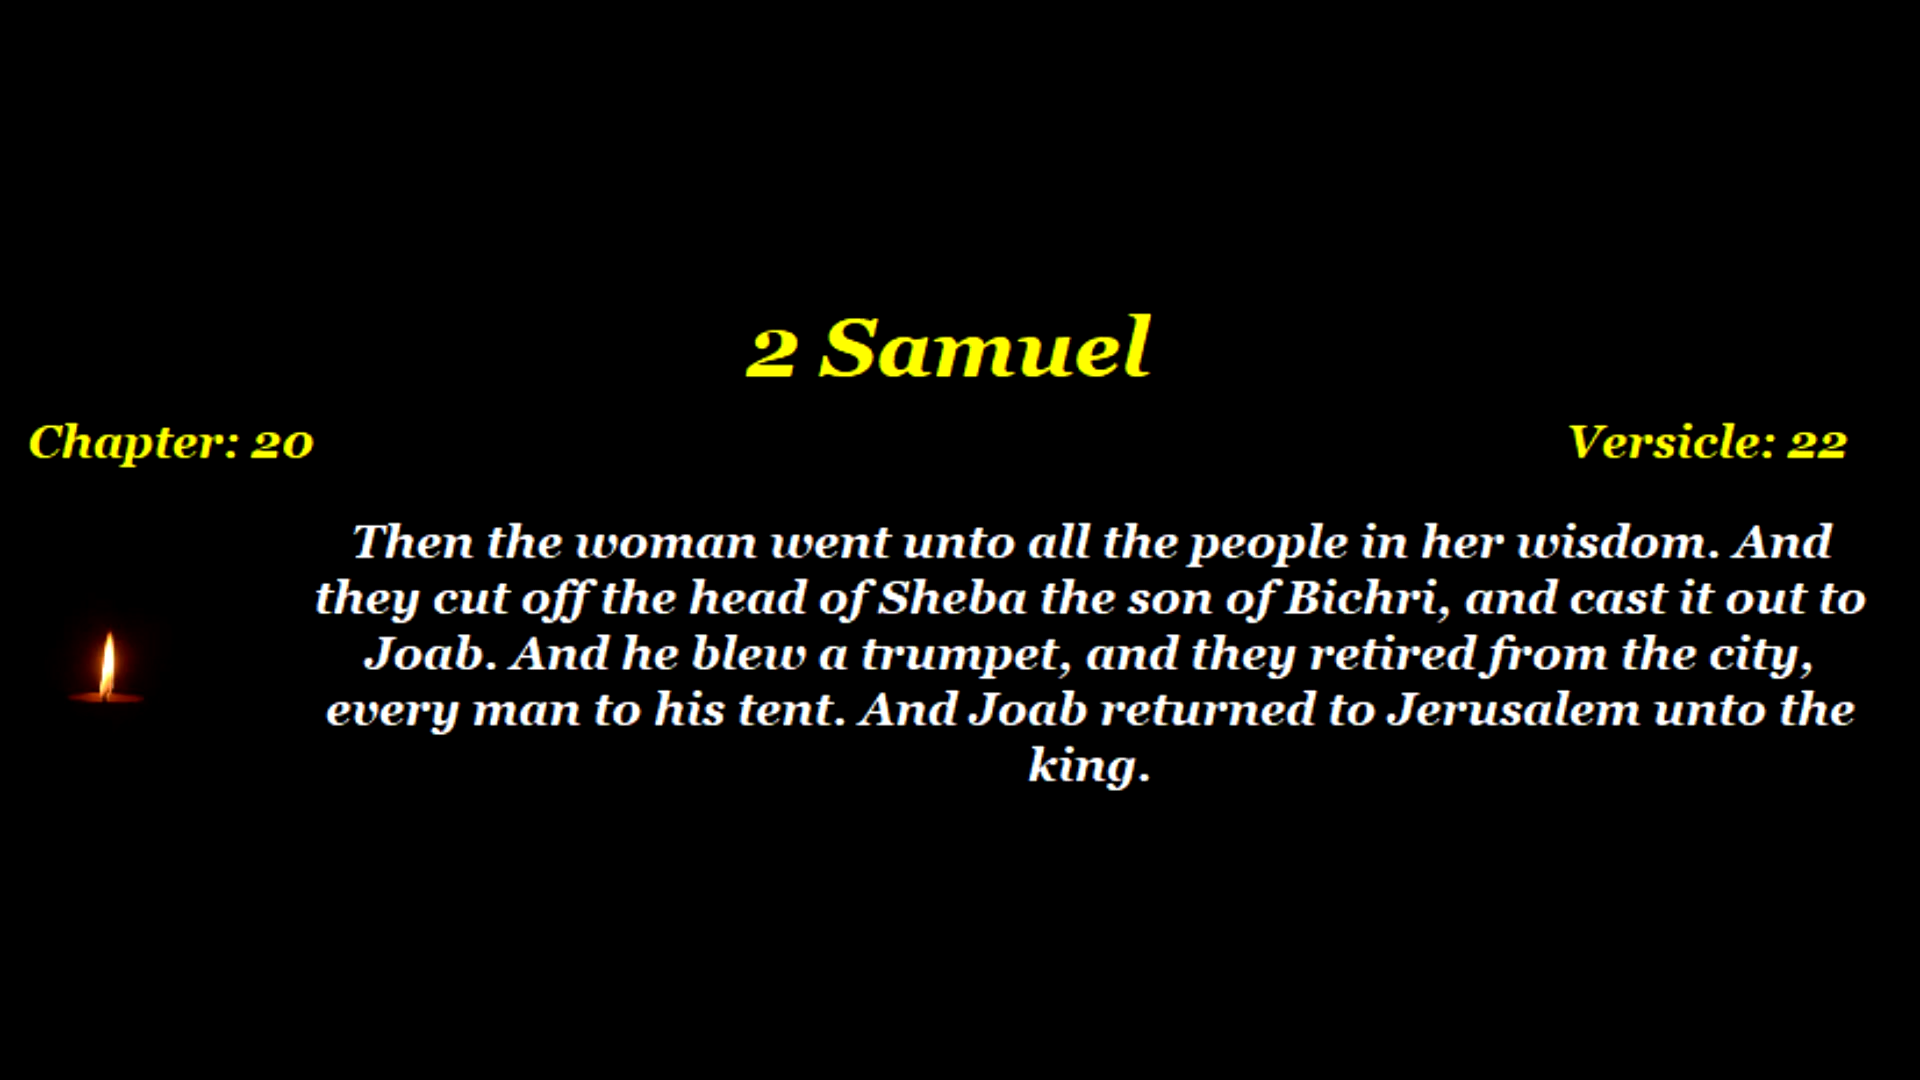 2 Samuel
Chapter: 20
Versicle: 22
Then the woman went unto all the people in her wisdom. And
they cut off the head of Sheba the son of Bichri, and cast it out to
Joab. And he blew a trumpet, and they retired from the city,
every man to his tent. And Joab returned to Jerusalem unto the
king.